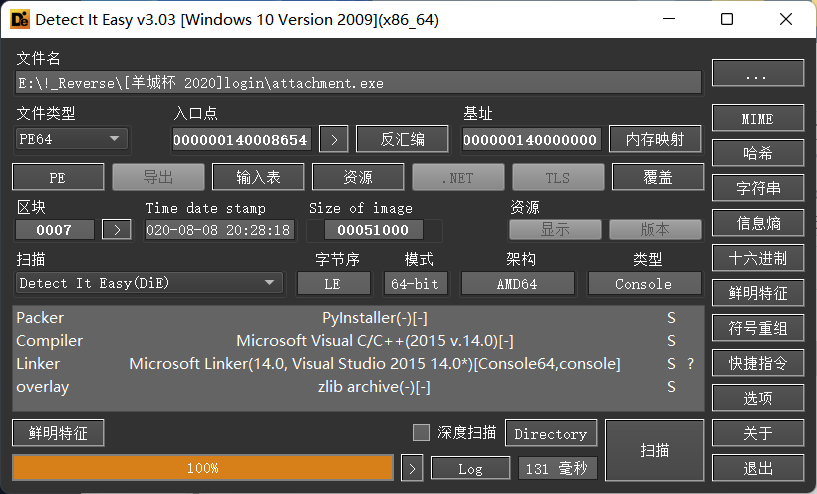 Detect It Easy v3.03 [Windows 10 Version 2009](x86_64)
文件名
E:\!_Reverse\[羊城杯 2020]login\attachment.exe
...
文件类型 入口点 基址
PE64 000000140008654 > 反汇编 000000140000000 内存映射
MIME
哈希
PE 导出 输入表 资源 .NET TLS 覆盖
字符串
区块 Time date stamp Size of image 资源
0007 > 020-08-08 20:28:18 00051000 显示 版本
信息熵
扫描 字节序 模式 架构 类型
十六进制
Detect It Easy(DiE) LE 64-bit AMD64 Console
鲜明特征
Packer PyInstaller(-)[-] S
符号重组
Compiler Microsoft Visual C/C++(2015 v.14.0)[-] S
Linker Microsoft Linker(14.0, Visual Studio 2015 14.0*)[Console64,console] S ?
快捷指令
overlay zlib archive(-)[-] S
选项
鲜明特征 深度扫描 Directory 扫描 关于
100% > Log 131 毫秒 退出